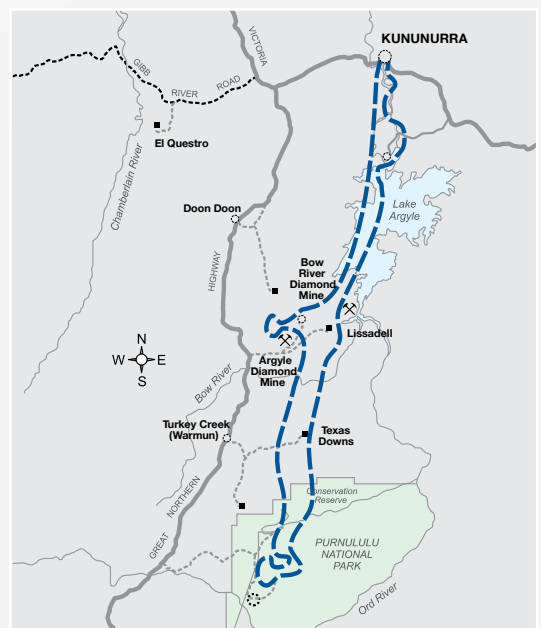 KUNUNURRA
VICTORIA
GIBB
RIVER
ROAD
El Questro
Chamberlain River
Lake
Argyle
Doon Doon
HIGHWAY
Bow
River
Diamond
Mine
Lissadell
N
W
E
S
Argyle
Diamond
Mine
Bow River
Turkey Creek
(Warmun)
Texas
Downs
NORTHERN
GREAT
Conservation
Reserve
PURNULULU
NATIONAL
PARK
Ord River